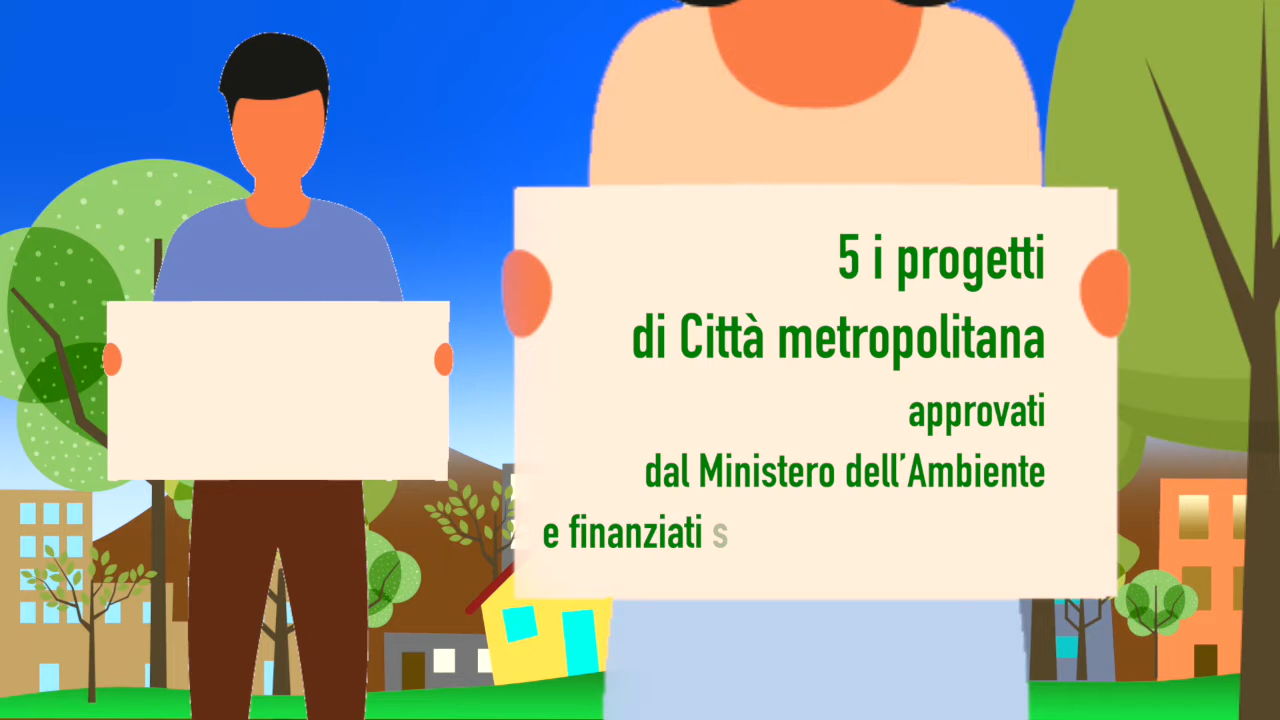 5 i progetti
di Città metropolitana
approvati
dal Ministero dell'Ambiente
e finanziati s